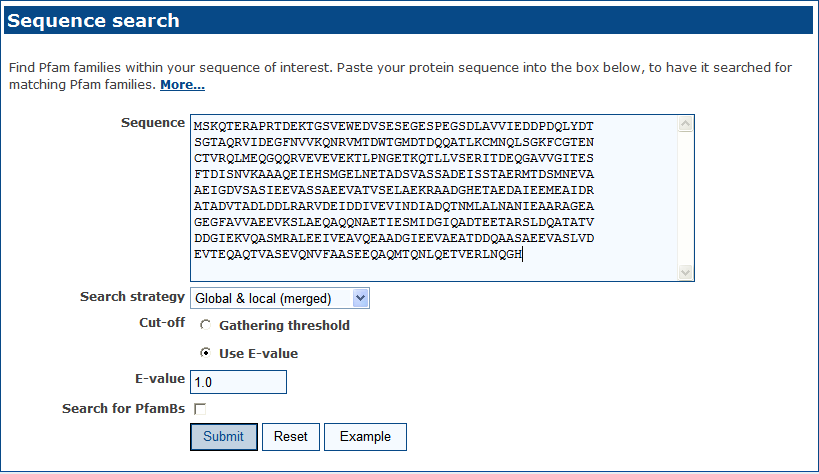 Sequence search
Find Pfam families within your sequence of interest. Paste your protein sequence into the box below, to have it searched for
matching Pfam families. More...
Sequence
MSKQTERAPRTDEKTGSVEWEDVSESEGESPEGSDLAVVIEDDPDQLYDT
SGTAQRVIDEGFNVVKQNRVMTDWTGMDTDQQATLKCMNQLSGKFCGTEN
CTVRQLMEQGQQRVEVEVEKTLPNGETKQTLLVSERITDEQGAVVGITES
FTDISNVKAAAQEIEHSMGELNETADSVASSADEISSTAERMTDSMNEVA
AEIGDVSASIEEVASSAEEVATVSELAEKRAADGHETAEDAIEEMEAIDR
ATADVTADLDDLRARVDEIDDIVEVINDIADQTNMLALNANIEAARAGEA
GEGFAVVAEEVKSLAEQAQQNAETIESMIDGIQADTEETARSLDQATATV
DDGIEKVQASMRALEEIVEAVQEAADGIEEVAEATDDQAASAEEVASLVD
EVTEQAQTVASEVQNVFAASEEQAQMTQNLQETVERLNQGH
Search strategy Global & local (merged)
Cut-off Gathering threshold
Use E-value
E-value 1.0
Search for PfamBs
Submit Reset Example